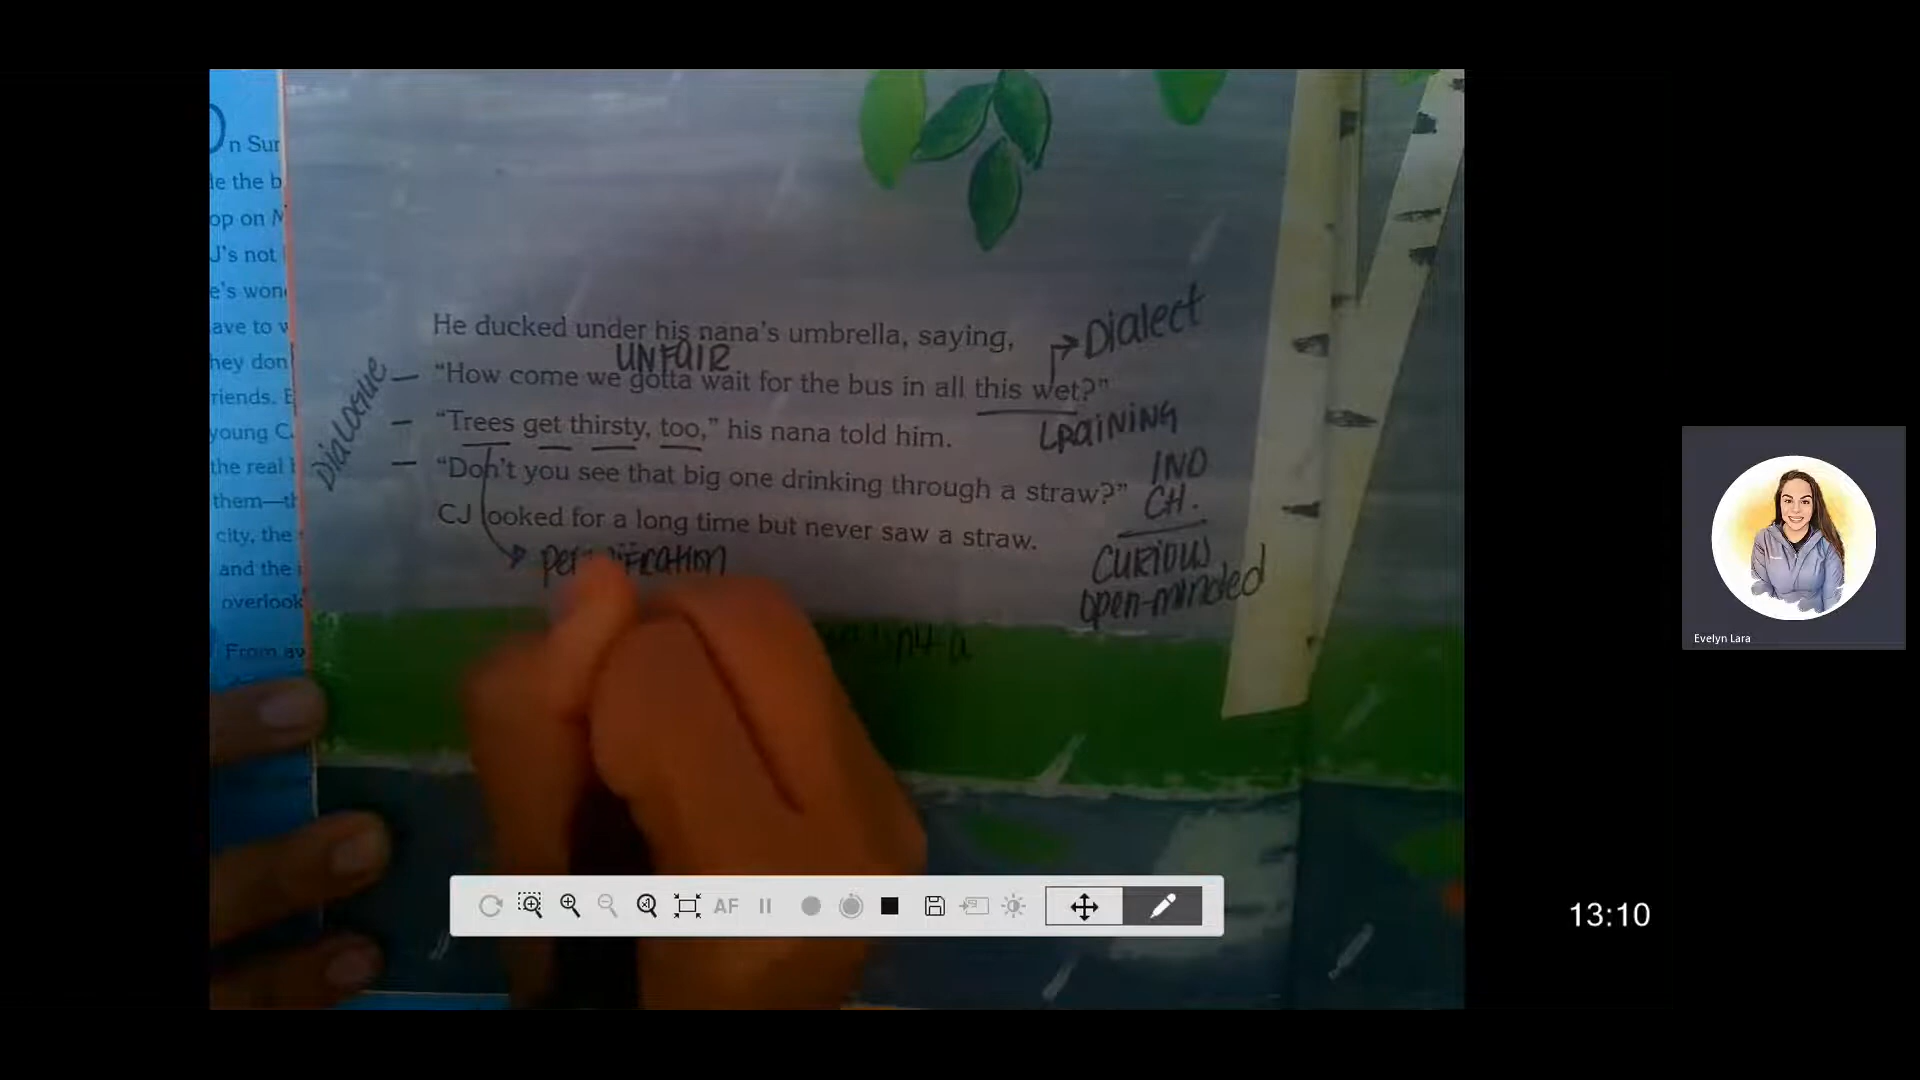 n Sun
de the b
op on M
J's not
e's won
ave to w
hey don
riends. E
young C
the real
them—th
city, the
and the
overlook
From aw
He ducked under his nana's umbrella, saying,
UNFAIR
"How come we gotta wait for the bus in all this wet?"
"Trees get thirsty, too," his nana told him.
"Don't you see that big one drinking through a straw?"
CJ looked for a long time but never saw a straw.
Dialogue
Dialect
RAINING
IND
CH.
CURIOUS
open-minded
isn't a
AF
13:10
Evelyn Lara